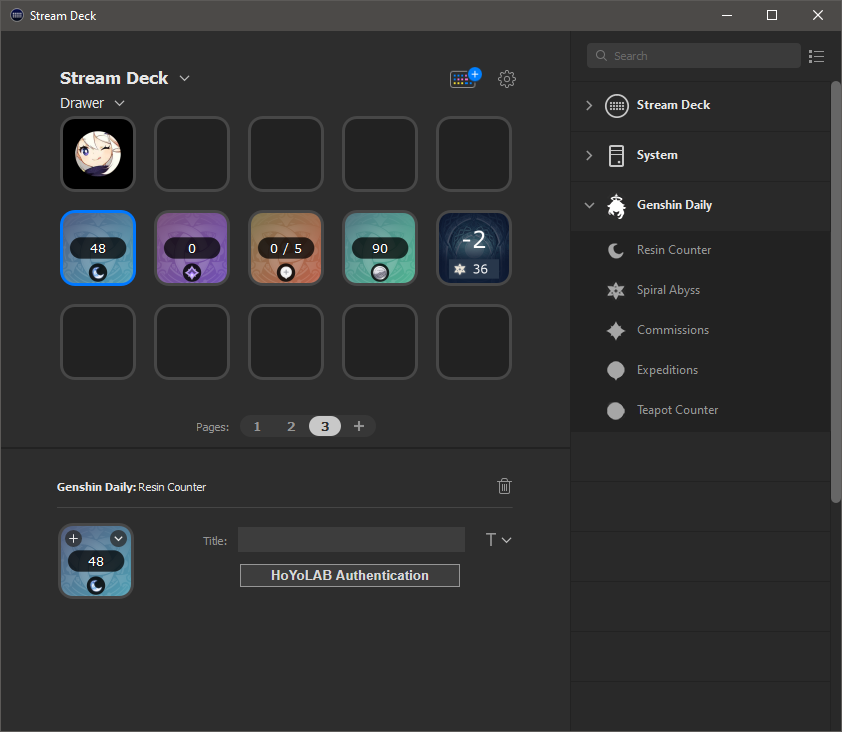 Stream Deck
Stream Deck
Drawer
48
0
0 / 5
90
-2
36
Pages:
1
2
3
+
Genshin Daily: Resin Counter
48
Title:
T
HoYoLAB Authentication
Search
Stream Deck
System
Genshin Daily
Resin Counter
Spiral Abyss
Commissions
Expeditions
Teapot Counter